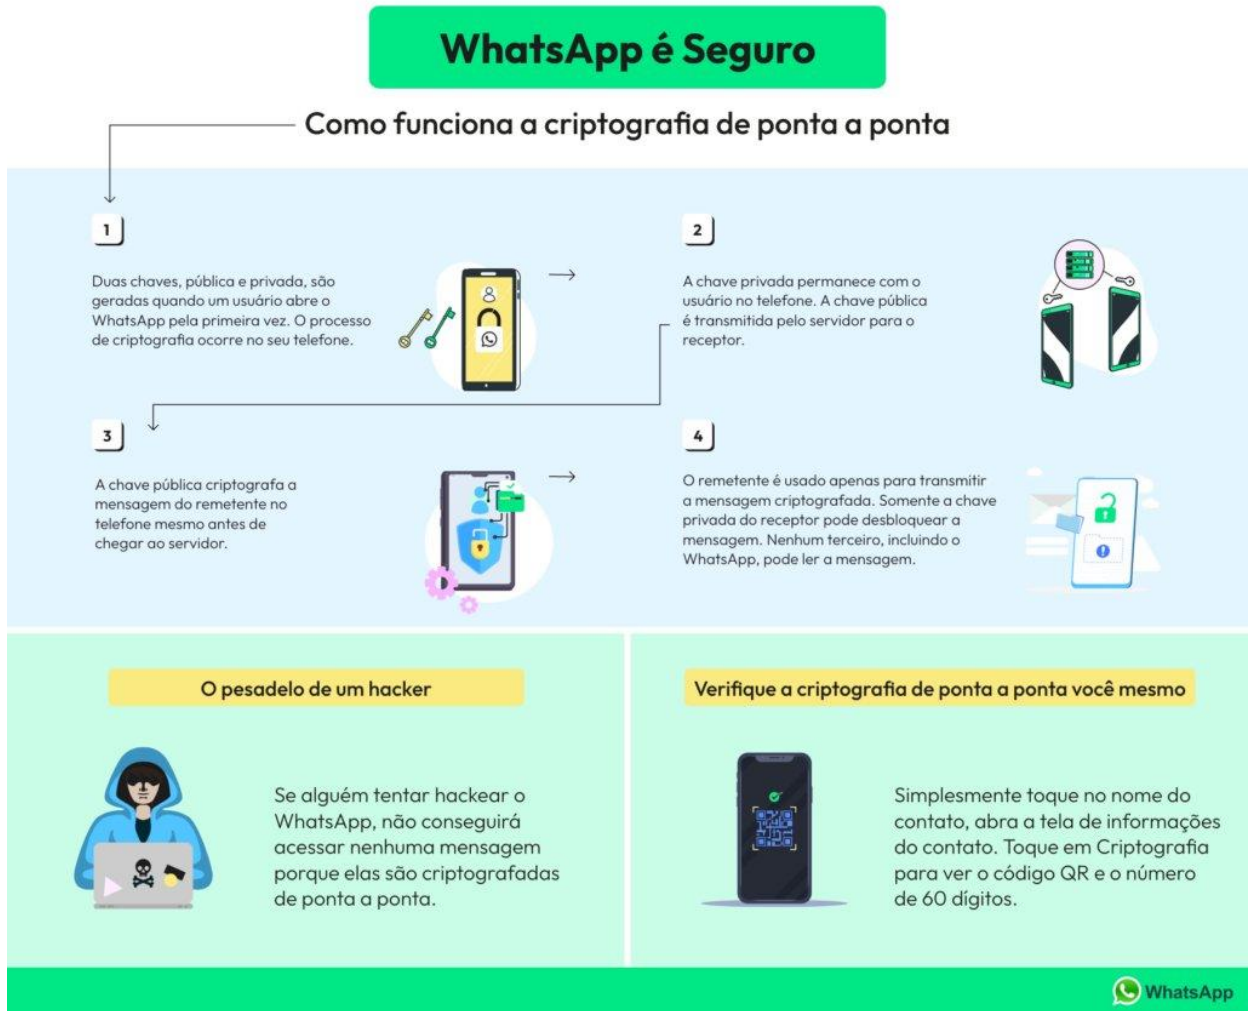 WhatsApp é Seguro
Como funciona a criptografia de ponta a ponta
1
Duas chaves, pública e privada, são
geradas quando um usuário abre o
WhatsApp pela primeira vez. O processo
de criptografia ocorre no seu telefone.
2
A chave privada permanece com o
usuário no telefone. A chave pública
é transmitida pelo servidor para o
receptor.
3
A chave pública criptografa a
mensagem do remetente no
telefone mesmo antes de
chegar ao servidor.
4
O remetente é usado apenas para transmitir
a mensagem criptografada. Somente a chave
privada do receptor pode desbloquear a
mensagem. Nenhum terceiro, incluindo o
WhatsApp, pode ler a mensagem.
O pesadelo de um hacker
Se alguém tentar hackear o
WhatsApp, não conseguirá
acessar nenhuma mensagem
porque elas são criptografadas
de ponta a ponta.
Verifique a criptografia de ponta a ponta você mesmo
Simplesmente toque no nome do
contato, abra a tela de informações
do contato. Toque em Criptografia
para ver o código QR e o número
de 60 dígitos.
WhatsApp